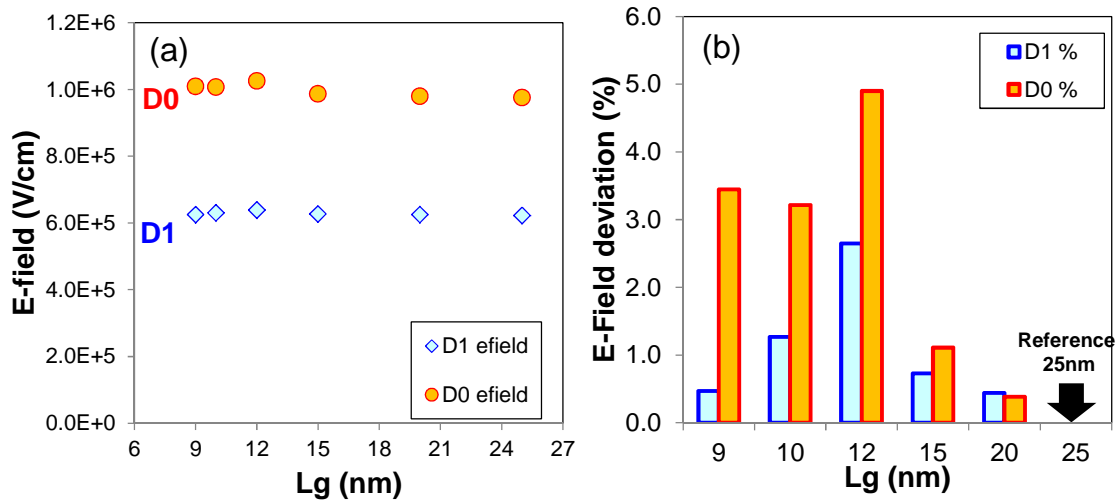 (a)
E-field (V/cm)
1.2E+6
1.0E+6
8.0E+5
6.0E+5
4.0E+5
2.0E+5
0.0E+0
D0
D1
D1 efield
D0 efield
6 9 12 15 18 21 24 27
Lg (nm)
(b)
E-Field deviation (%)
6.0
5.0
4.0
3.0
2.0
1.0
0.0
D1 %
D0 %
Reference
25nm
9 10 12 15 20 25
Lg (nm)